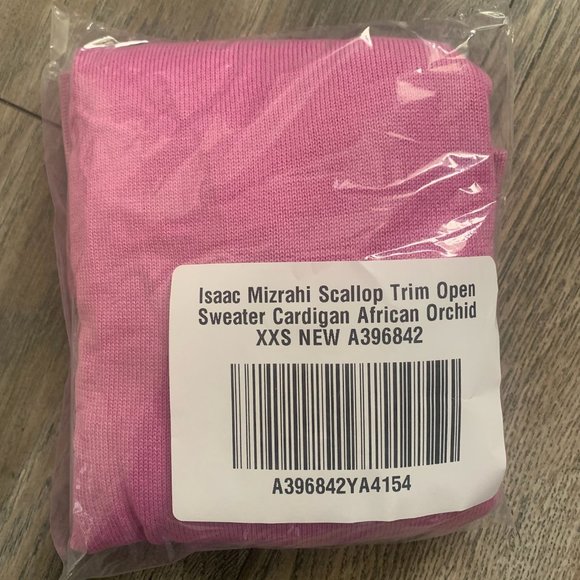 Isaac Mizrahi Scallop Trim Open
Sweater Cardigan African Orchid
XXS NEW A396842
A396842YA4154